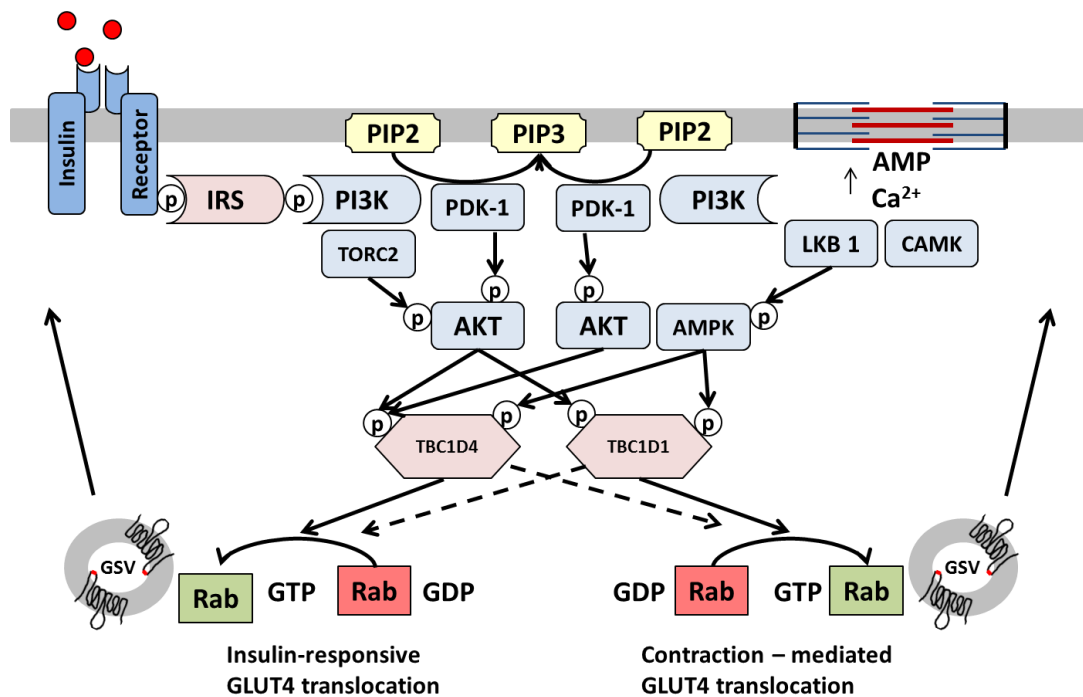 Insulin
Receptor
PIP2
PIP3
PIP2
AMP
Ca²⁺
p
IRS
p
PI3K
PDK-1
PDK-1
PI3K
TORC2
LKB 1
CAMK
p
p
p
p
AKT
AKT
AMPK
p
p
p
p
TBC1D4
TBC1D1
GSV
Rab
GTP
Rab
GDP
GDP
Rab
GTP
Rab
GSV
Insulin-responsive
GLUT4 translocation
Contraction – mediated
GLUT4 translocation